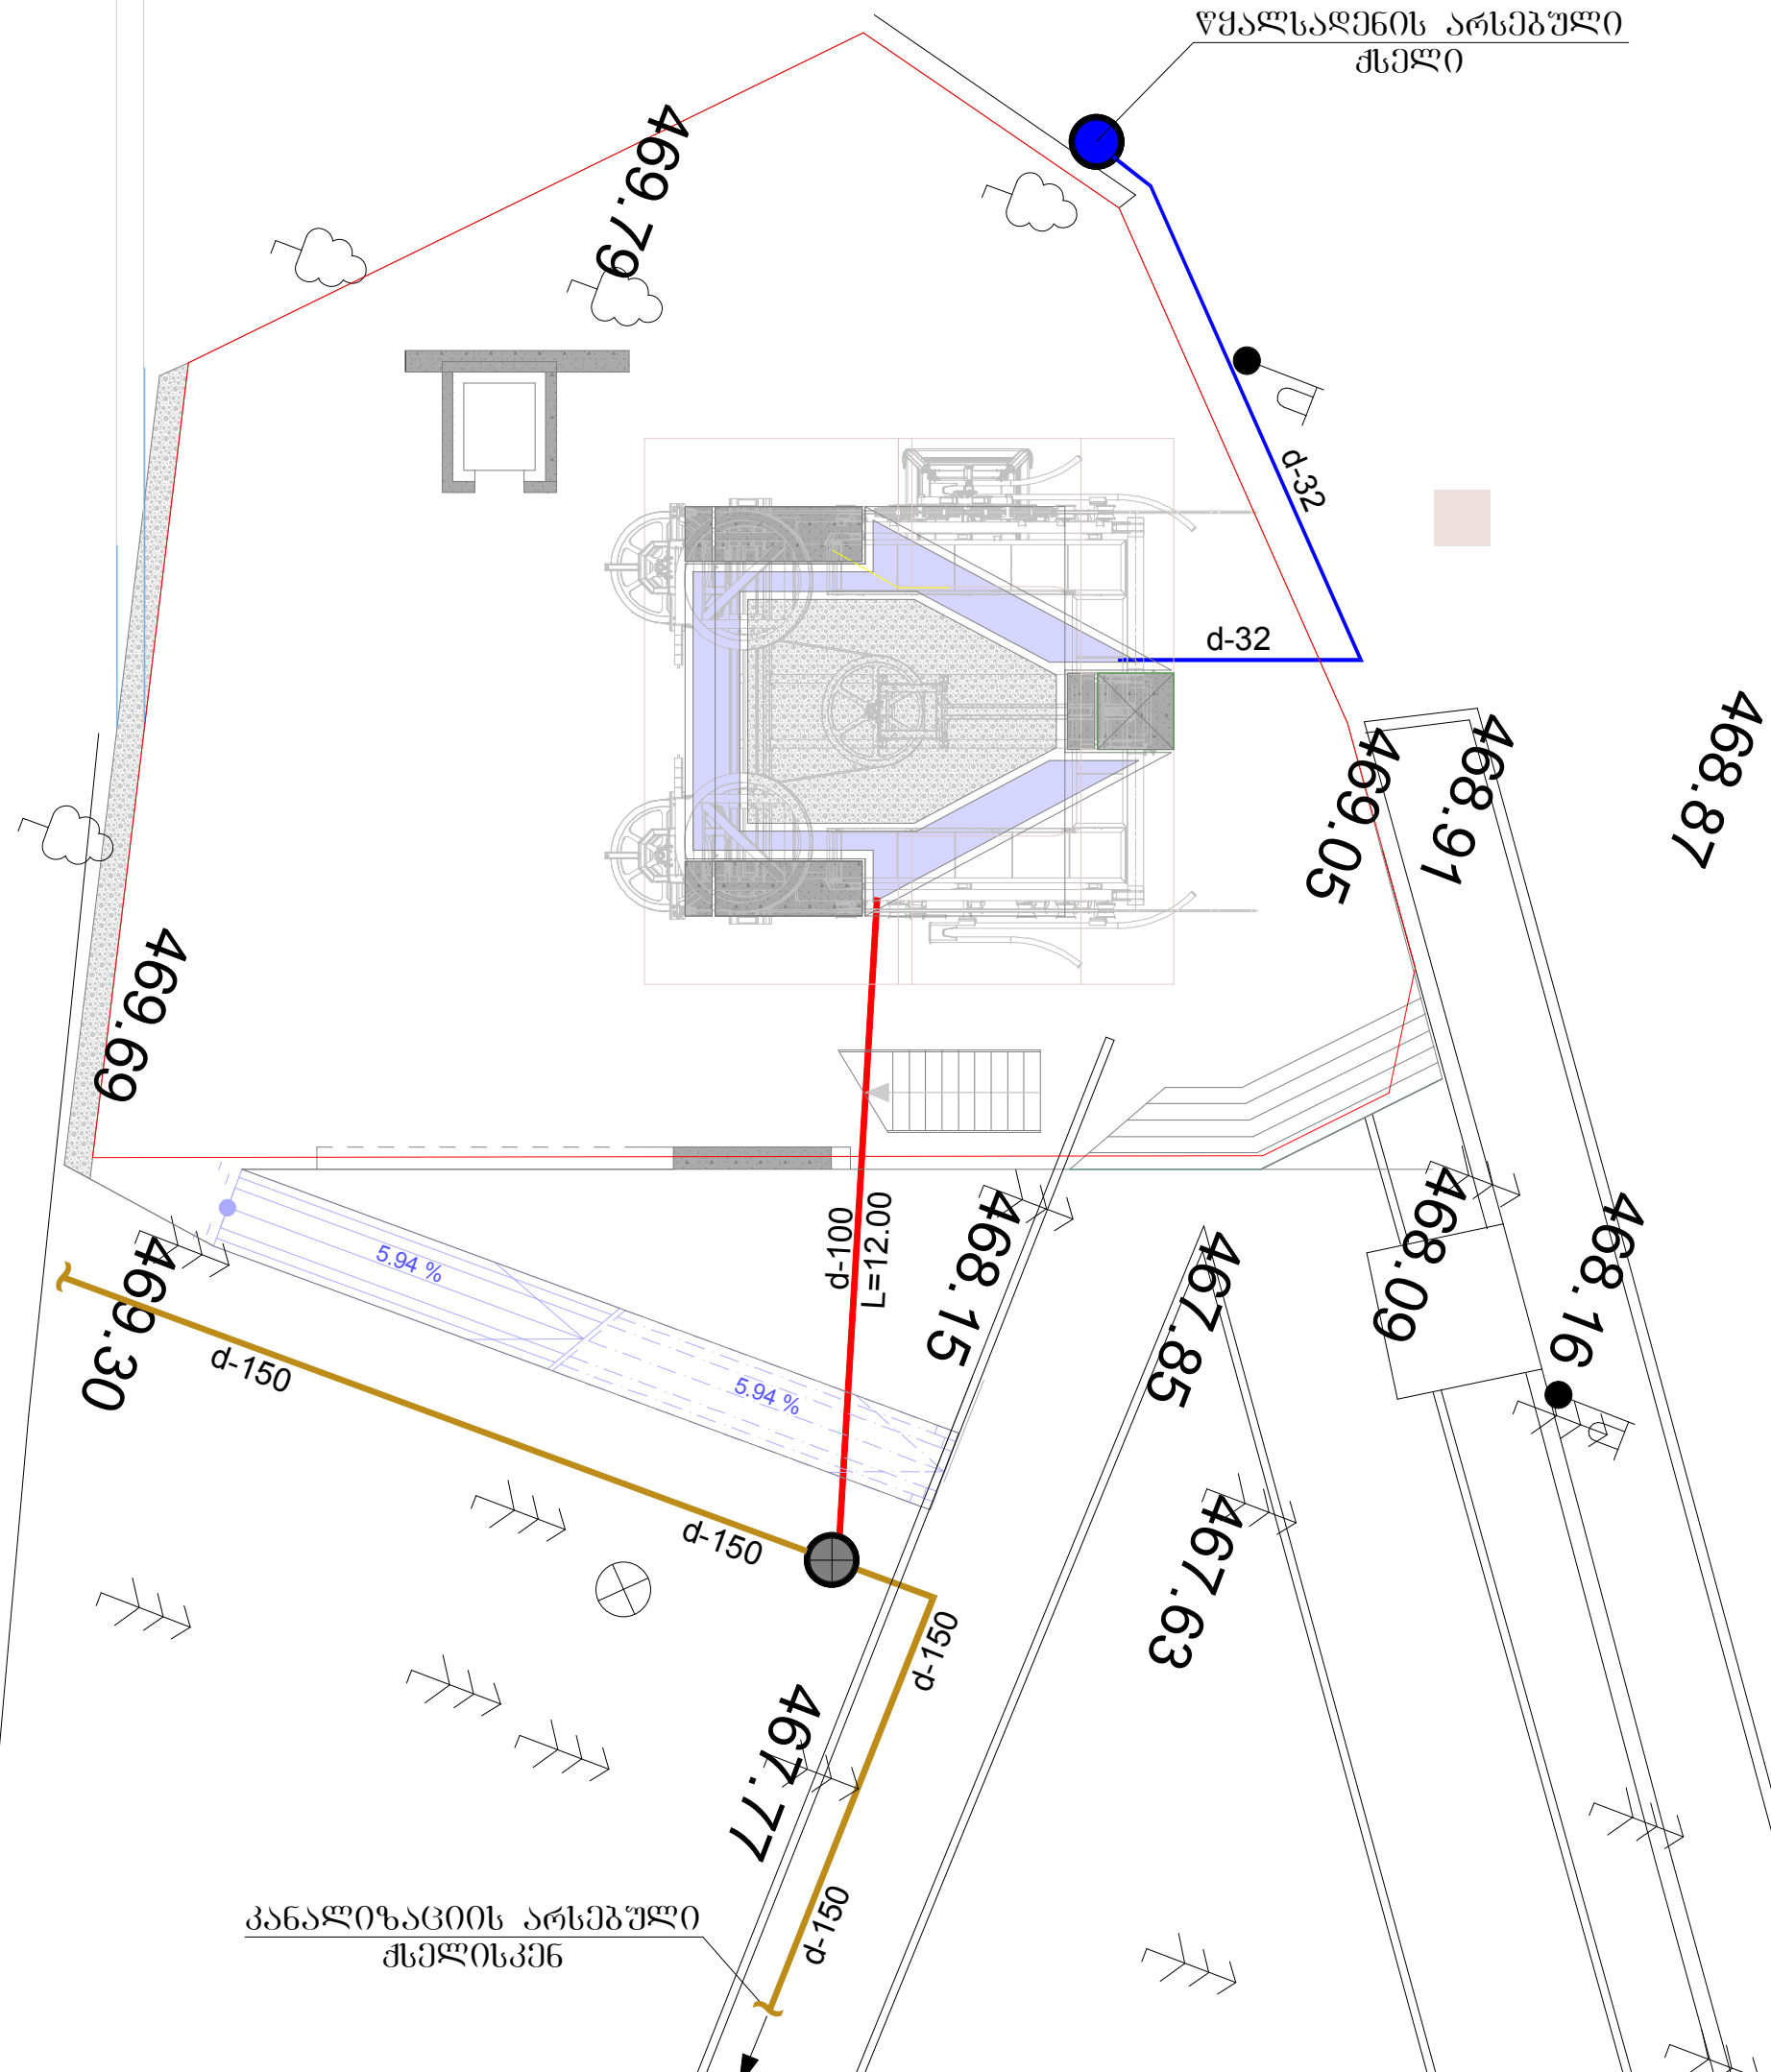 წყალსადენის არსებული
ქსელი
469.79
d-32
d-32
469.05
468.91
468.87
469.69
d-100
L=12.00
468.15
467.85
468.09
468.16
469.30
5.94 %
5.94 %
d-150
d-150
467.63
d-150
467.77
d-150
კანალიზაციის არსებული
ქსელისკენ